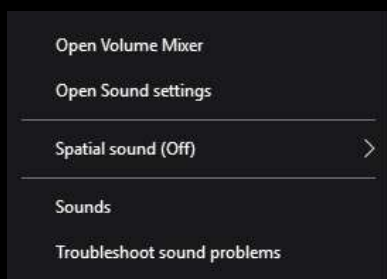 Open Volume Mixer
Open Sound settings
Spatial sound (Off)
Sounds
Troubleshoot sound problems